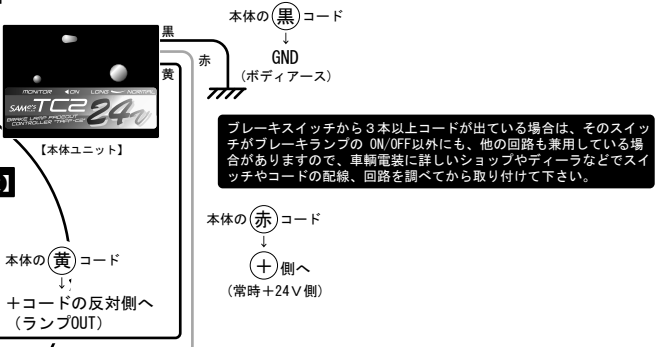 本体の黒コード
↓
GND
(ボディアース)
黒
赤
黄
MONITOR ◀ON LONG NORMAL
SAMe's TC2 24v
BRAKE LAMP FADEOUT
【本体ユニット】
ブレーキスイッチから３本以上コードが出ている場合は、そのスイッ
チがブレーキランプの ON/OFF以外にも、他の回路も兼用している場
合がありますので、車輌電装に詳しいショップやディーラなどでスイ
ッチやコードの配線、回路を調べてから取り付けて下さい。
】
本体の赤コード
↓
＋側へ
(常時＋24Ｖ側)
本体の黄コード
↓
＋コードの反対側へ
(ランプOUT)